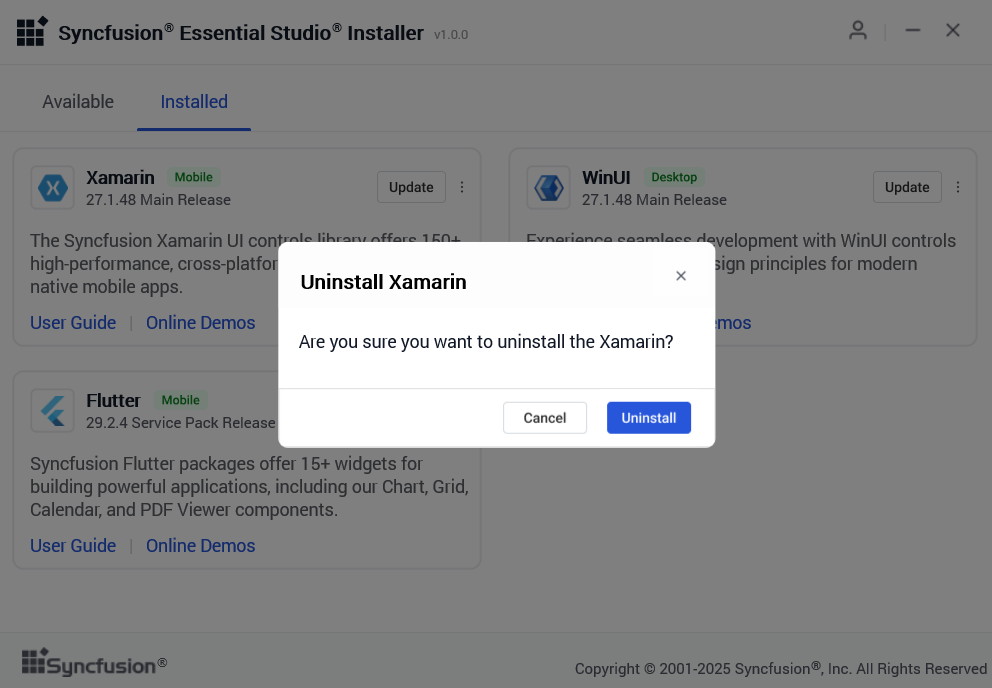 Syncfusion® Essential Studio® Installer v1.0.0
Available
Installed
Xamarin Mobile
27.1.48 Main Release
Update
The Syncfusion Xamarin UI controls library offers 150+
high-performance, cross-platfor
native mobile apps.
User Guide | Online Demos
WinUI Desktop
27.1.48 Main Release
Update
Experience seamless development with WinUI controls
sign principles for modern
mos
Uninstall Xamarin
Are you sure you want to uninstall the Xamarin?
Cancel
Uninstall
Flutter Mobile
29.2.4 Service Pack Release
Syncfusion Flutter packages offer 15+ widgets for
building powerful applications, including our Chart, Grid,
Calendar, and PDF Viewer components.
User Guide | Online Demos
Syncfusion®
Copyright © 2001-2025 Syncfusion®, Inc. All Rights Reserved